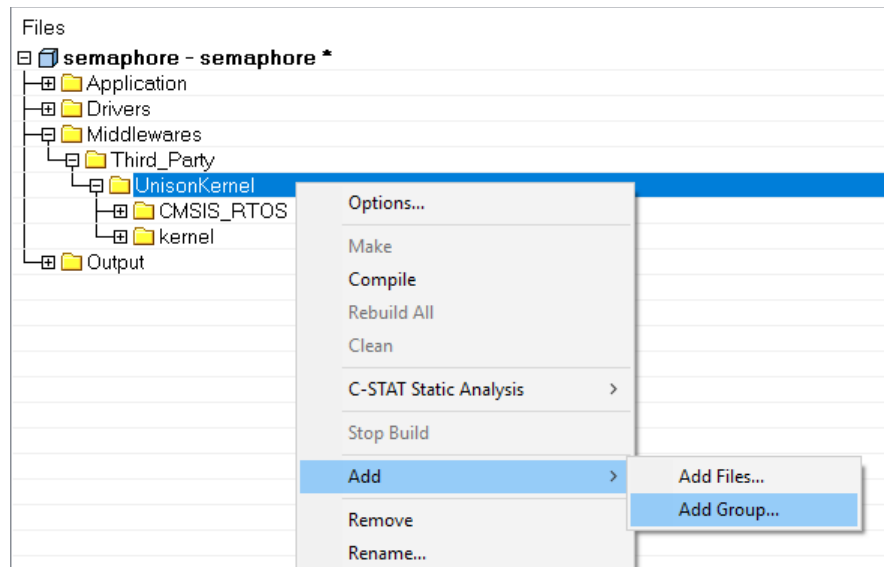 Files
semaphore - semaphore *
Application
Drivers
Middlewares
Third_Party
UnisonKernel
CMSIS_RTOS
kernel
Output
Options...
Make
Compile
Rebuild All
Clean
C-STAT Static Analysis
Stop Build
Add
Remove
Rename...
Add Files...
Add Group...